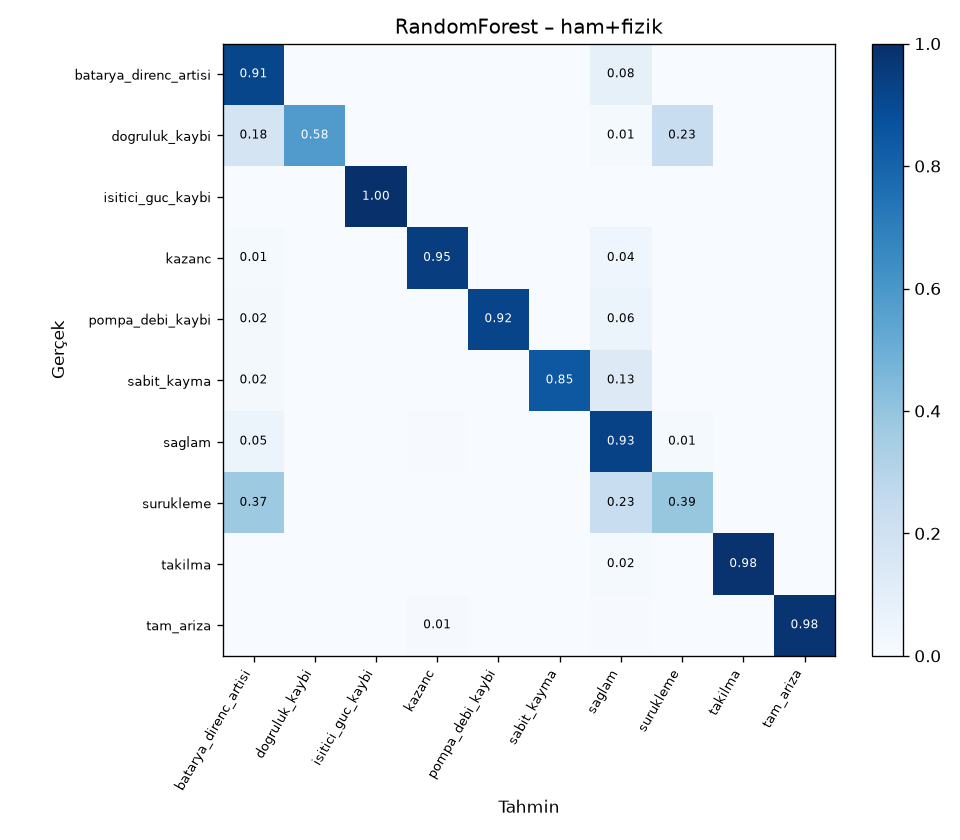 RandomForest – ham+fizik
Gerçek
batarya_direnc_artisi 0.91 0.08
dogruluk_kaybi 0.18 0.58 0.01 0.23
isitici_guc_kaybi 1.00
kazanc 0.01 0.95 0.04
pompa_debi_kaybi 0.02 0.92 0.06
sabit_kayma 0.02 0.85 0.13
saglam 0.05 0.93 0.01
surukleme 0.37 0.23 0.39
takilma 0.02 0.98
tam_ariza 0.01 0.98
batarya_direnc_artisi
dogruluk_kaybi
isitici_guc_kaybi
kazanc
pompa_debi_kaybi
sabit_kayma
saglam
surukleme
takilma
tam_ariza
Tahmin
1.0
0.8
0.6
0.4
0.2
0.0